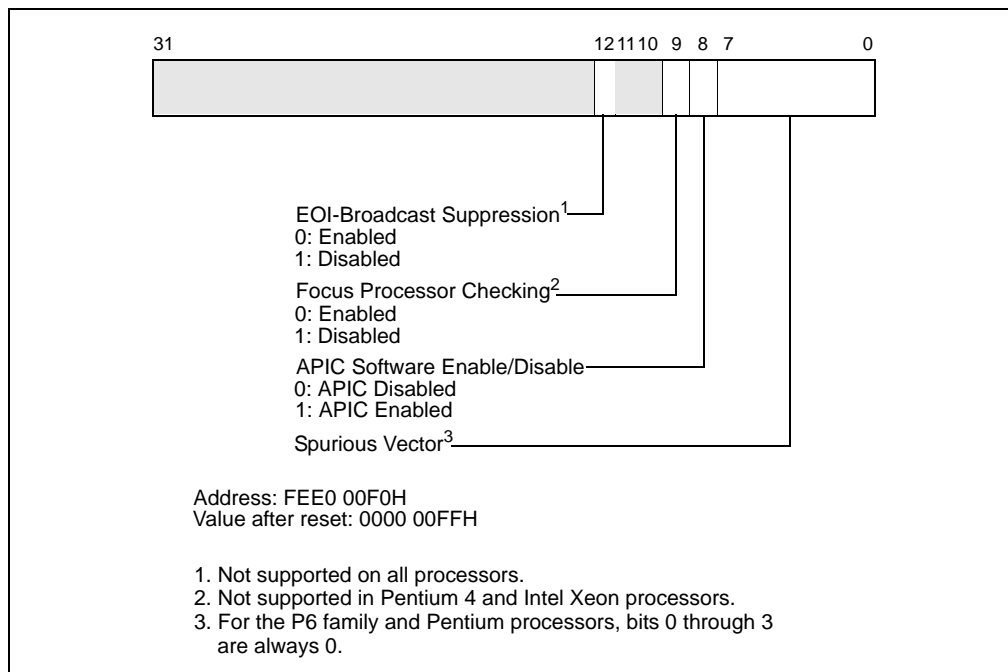 31 12 11 10 9 8 7 0
EOI-Broadcast Suppression1
0: Enabled
1: Disabled
Focus Processor Checking2
0: Enabled
1: Disabled
APIC Software Enable/Disable
0: APIC Disabled
1: APIC Enabled
Spurious Vector3
Address: FEE0 00F0H
Value after reset: 0000 00FFH
1. Not supported on all processors.
2. Not supported in Pentium 4 and Intel Xeon processors.
3. For the P6 family and Pentium processors, bits 0 through 3
are always 0.